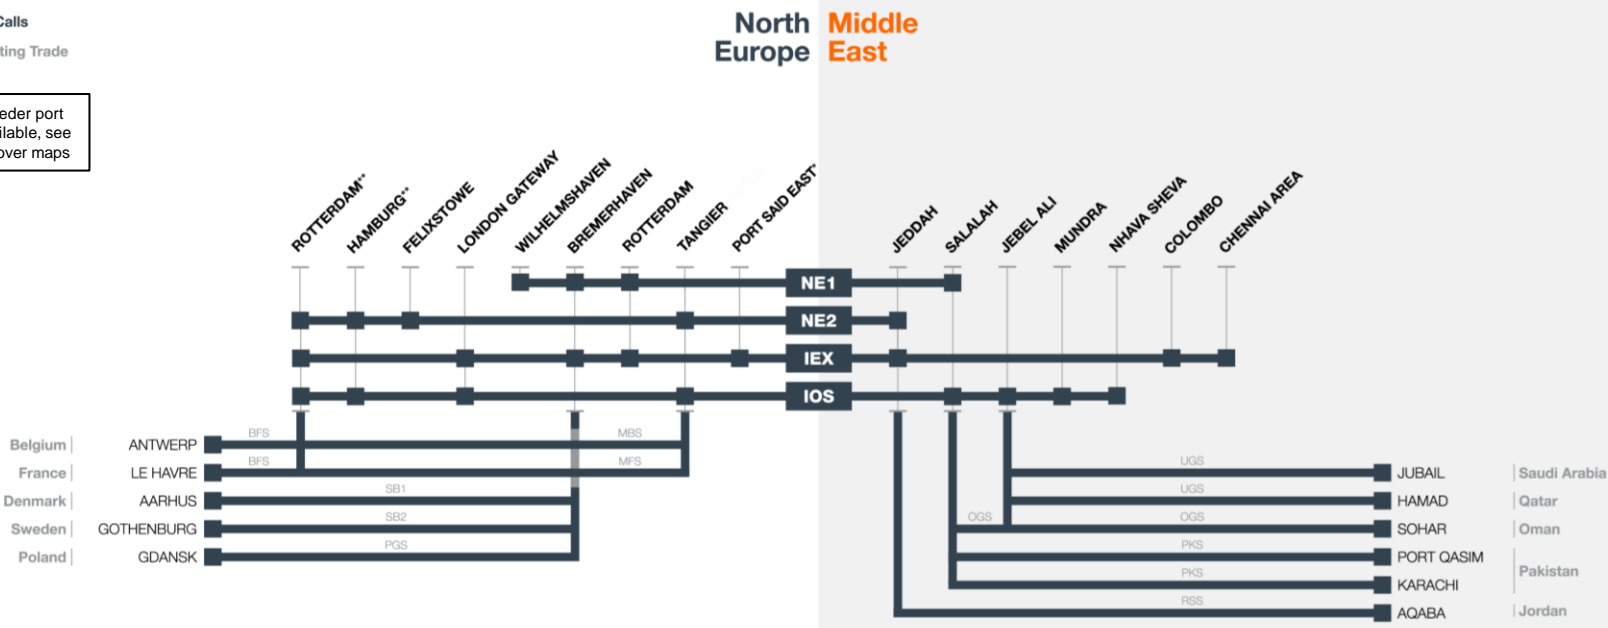 Calls
ting Trade
eder port
ilable, see
over maps
North Middle
Europe East
ROTTERDAM**
HAMBURG**
FELIXSTOWE
LONDON GATEWAY
WILHELMSHAVEN
BREMERHAVEN
ROTTERDAM
TANGIER
PORT SAID EAST*
JEDDAH
SALALAH
JEBEL ALI
MUNDRA
NHAVA SHEVA
COLOMBO
CHENNAI AREA
NE1
NE2
IEX
IOS
BFS MBS
Belgium ANTWERP
BFS MFS UGS
France LE HAVRE JUBAIL Saudi Arabia
SB1 UGS
Denmark AARHUS HAMAD Qatar
SB2 OGS OGS
Sweden GOTHENBURG SOHAR Oman
PGS PKS
Poland GDANSK PORT QASIM
Pakistan
PKS
KARACHI
RSS
AQABA Jordan